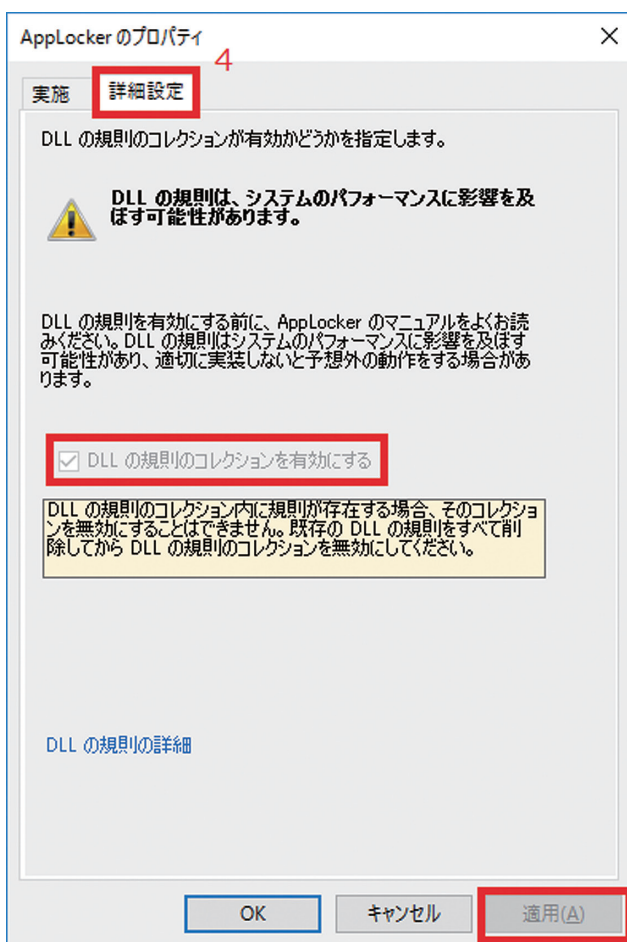 AppLocker のプロパティ
4
実施
詳細設定
DLL の規則のコレクションが有効かどうかを指定します。
DLL の規則は、システムのパフォーマンスに影響を及
ぼす可能性があります。
DLL の規則を有効にする前に、AppLocker のマニュアルをよくお読
みください。DLL の規則はシステムのパフォーマンスに影響を及ぼす
可能性があり、適切に実装しないと予想外の動作をする場合があ
ります。
DLL の規則のコレクションを有効にする
DLL の規則のコレクション内に規則が存在する場合、そのコレクショ
ンを無効にすることはできません。既存の DLL の規則をすべて削
除してから DLL の規則のコレクションを無効にしてください。
DLL の規則の詳細
OK
キャンセル
適用(A)